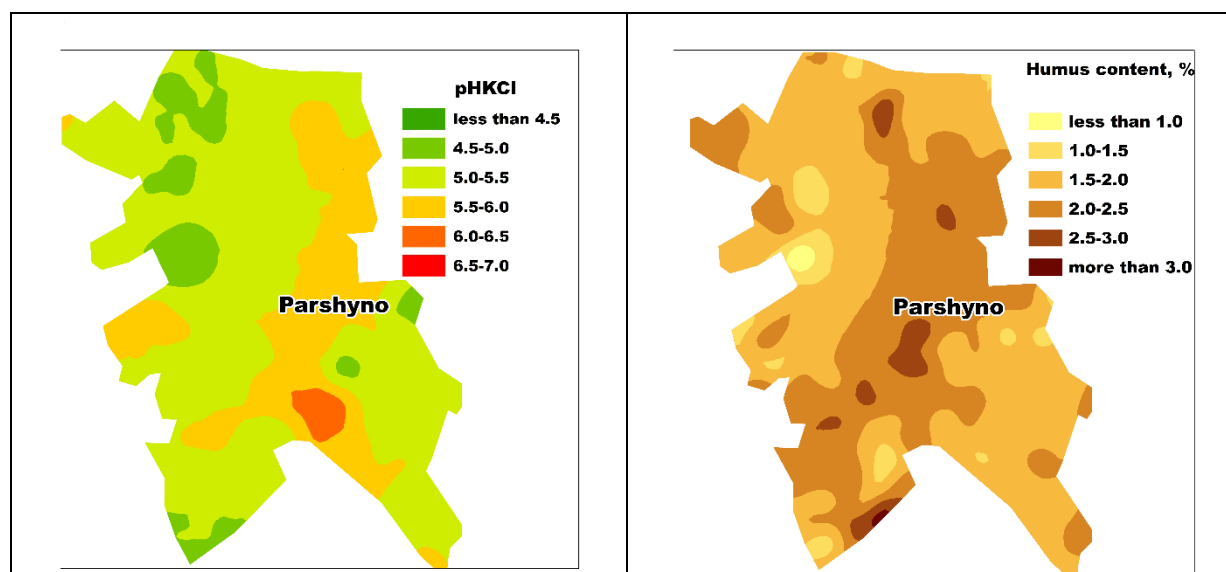 pHKCl
less than 4.5
4.5-5.0
5.0-5.5
5.5-6.0
6.0-6.5
6.5-7.0
Parshyno
Humus content, %
less than 1.0
1.0-1.5
1.5-2.0
2.0-2.5
2.5-3.0
more than 3.0
Parshyno